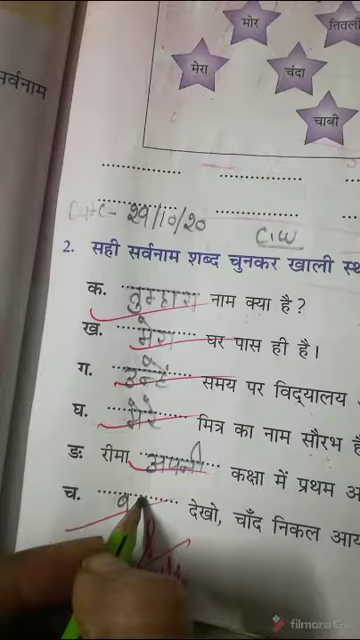 मोर
तितली
मेरा
चंदा
चाबी
सर्वनाम
29/10/20
C.W
2. सही सर्वनाम शब्द चुनकर खाली स्थ
क. तुम्हारा नाम क्या है?
ख. मेरा घर पास ही है।
ग. उन्हें समय पर विद्यालय
घ. मेरे मित्र का नाम सौरभ है
ङ रीमा अपनी कक्षा में प्रथम अ
च. व देखो, चाँद निकल आय
filmora